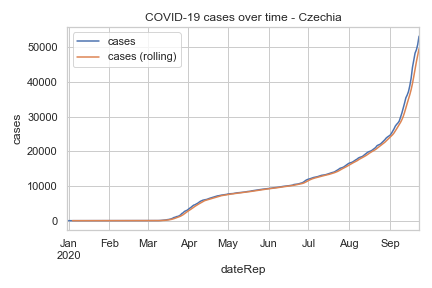 COVID-19 cases over time - Czechia
cases
cases (rolling)
50000
40000
30000
20000
10000
0
cases
Jan Feb Mar Apr May Jun Jul Aug Sep
2020
dateRep